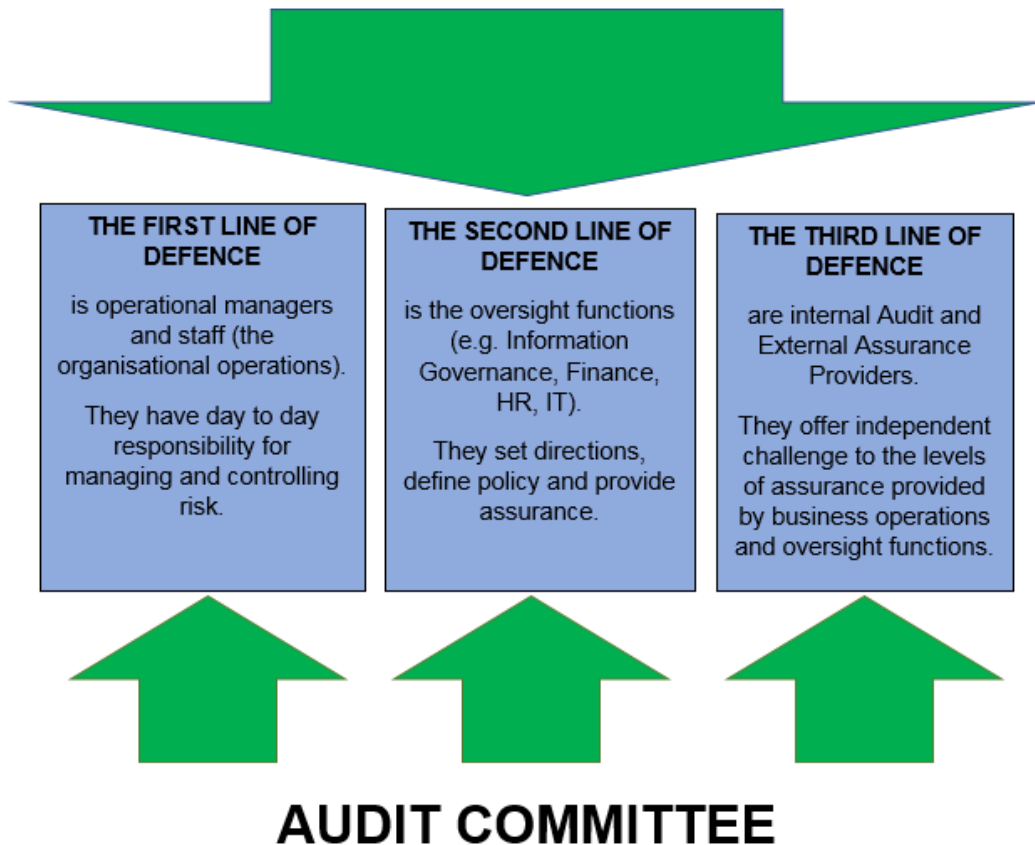 THE FIRST LINE OF
DEFENCE
is operational managers
and staff (the
organisational operations).
They have day to day
responsibility for
managing and controlling
risk.
THE SECOND LINE OF
DEFENCE
is the oversight functions
(e.g. Information
Governance, Finance,
HR, IT).
They set directions,
define policy and provide
assurance.
THE THIRD LINE OF
DEFENCE
are internal Audit and
External Assurance
Providers.
They offer independent
challenge to the levels
of assurance provided
by business operations
and oversight functions.
AUDIT COMMITTEE